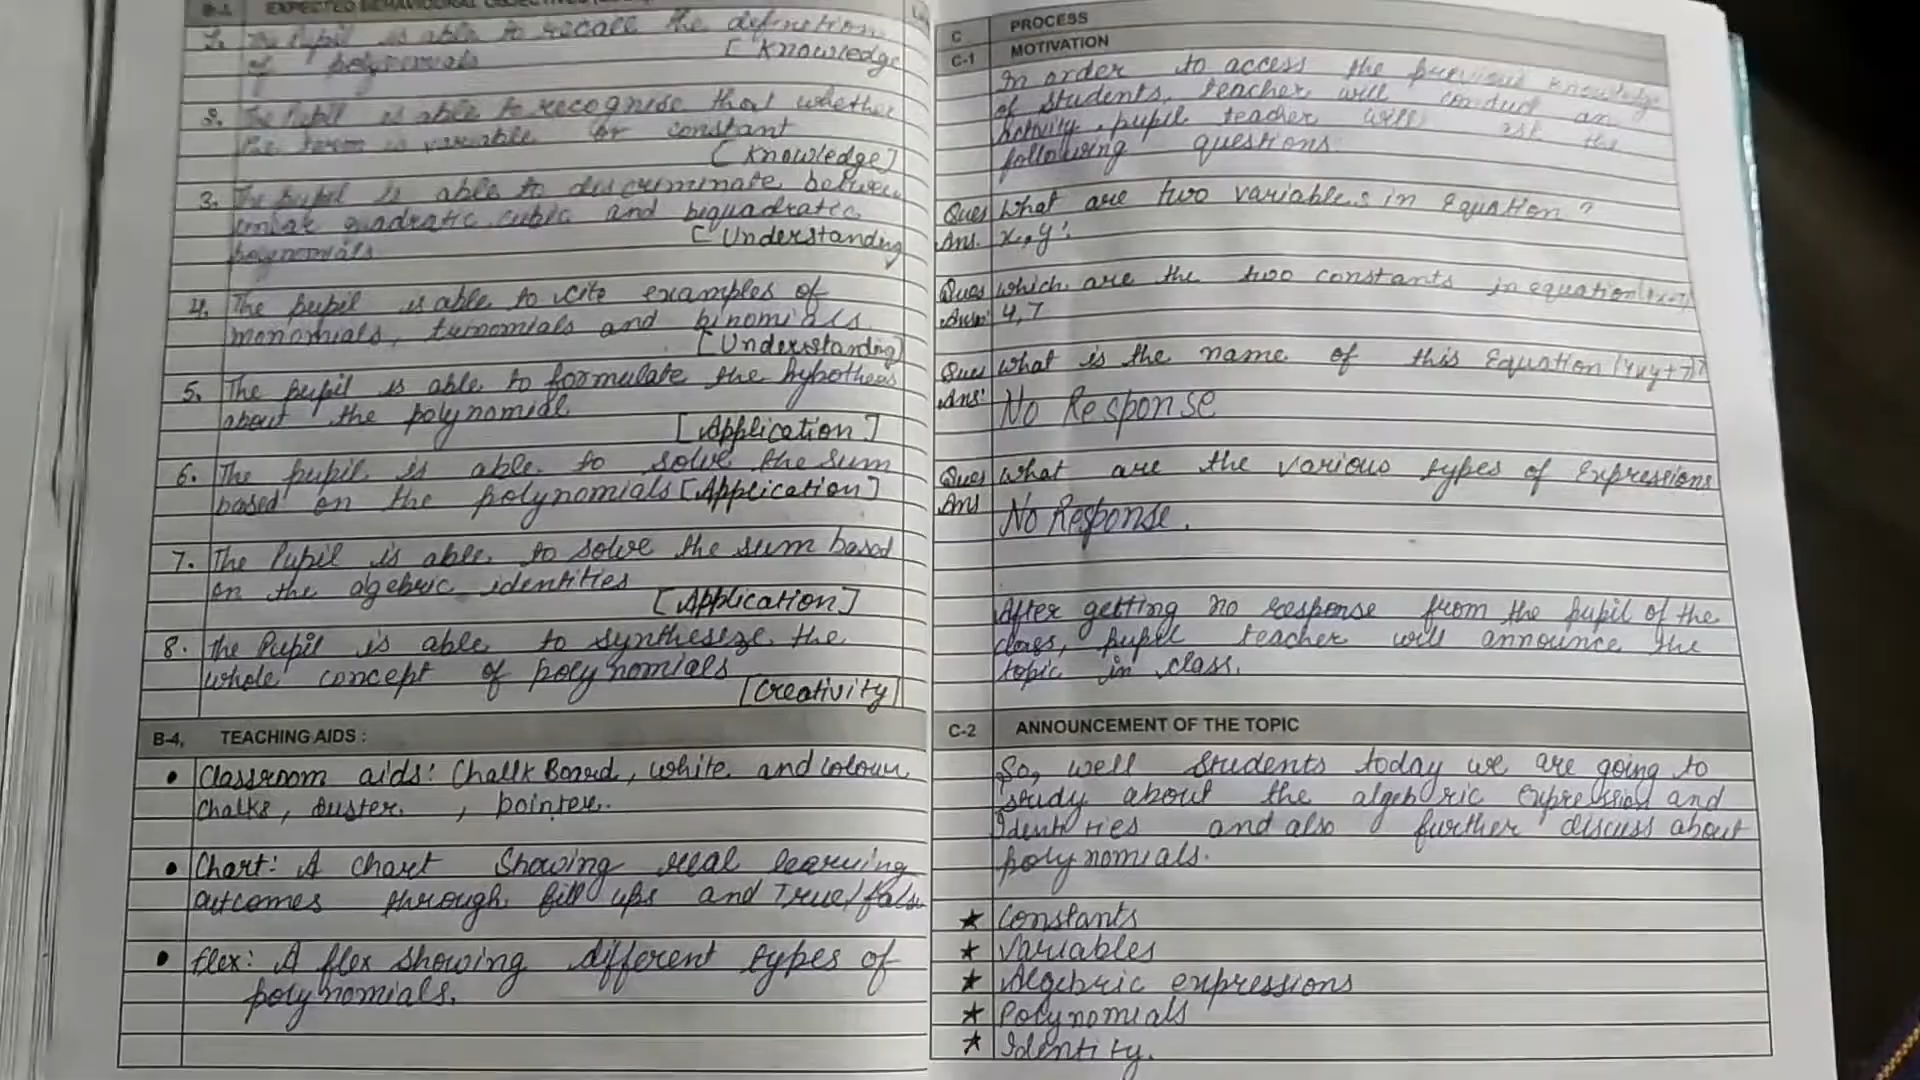 B-3. EXPECTED BEHAVIOURAL OBJECTIVES
1. The Pupil is able to recall the definition
of polynomials [Knowledge
2. The Pupil is able to recognise that whether
the term is variable or constant
[Knowledge]
3. The pupil is able to discriminate between
quadratic, cubic and biquadratic
polynomials [Understanding
4. The pupil is able to cite examples of
monomials, trinomials and binomials
[Understanding]
5. The pupil is able to formulate the hypothesis
about the polynomial
[Application]
6. The pupil is able to solve the sum
based on the polynomials [Application]
7. The Pupil is able to solve the sum based
on the algebric identities
[Application]
8. the Pupil is able to synthesize the
whole concept of polynomials
[Creativity]
B-4, TEACHING AIDS :
• Classroom aids: Chalk Board, white and colour
chalks, duster , pointer.
• Chart: A chart showing real learning
outcomes through fill ups and True/false
• flex: A flex showing different types of
polynomials.
C PROCESS
C-1 MOTIVATION
In order to access the previous knowledge
of students, teacher will conduct an
activity, pupil teacher will ask the
following questions.
Ques What are two variables in Equation ?
Ans. x, y.
Ques which are the two constants in equation
Ans 4, 7
Ques What is the name of this Equation (4xy+7)?
Ans: No Response
Ques What are the various types of Expressions
Ans No Response.
After getting no response from the pupil of the
class, pupil teacher will announce the
topic in class.
C-2 ANNOUNCEMENT OF THE TOPIC
So, well students today we are going to
study about the algebric expression and
Identities and also further discuss about
polynomials.
★ Constants
★ Variables
★ Algebric expressions
★ Polynomials
★ Identity.